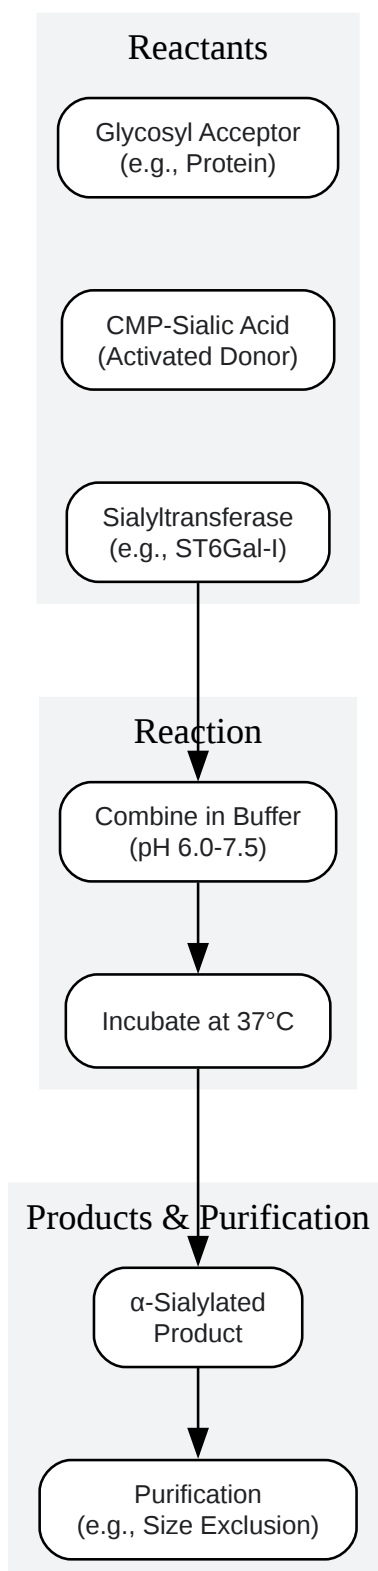 Reactants
Glycosyl Acceptor
(e.g., Protein)
CMP-Sialic Acid
(Activated Donor)
Sialyltransferase
(e.g., ST6Gal-I)
Reaction
Combine in Buffer
(pH 6.0-7.5)
Incubate at 37°C
Products & Purification
α-Sialylated
Product
Purification
(e.g., Size Exclusion)